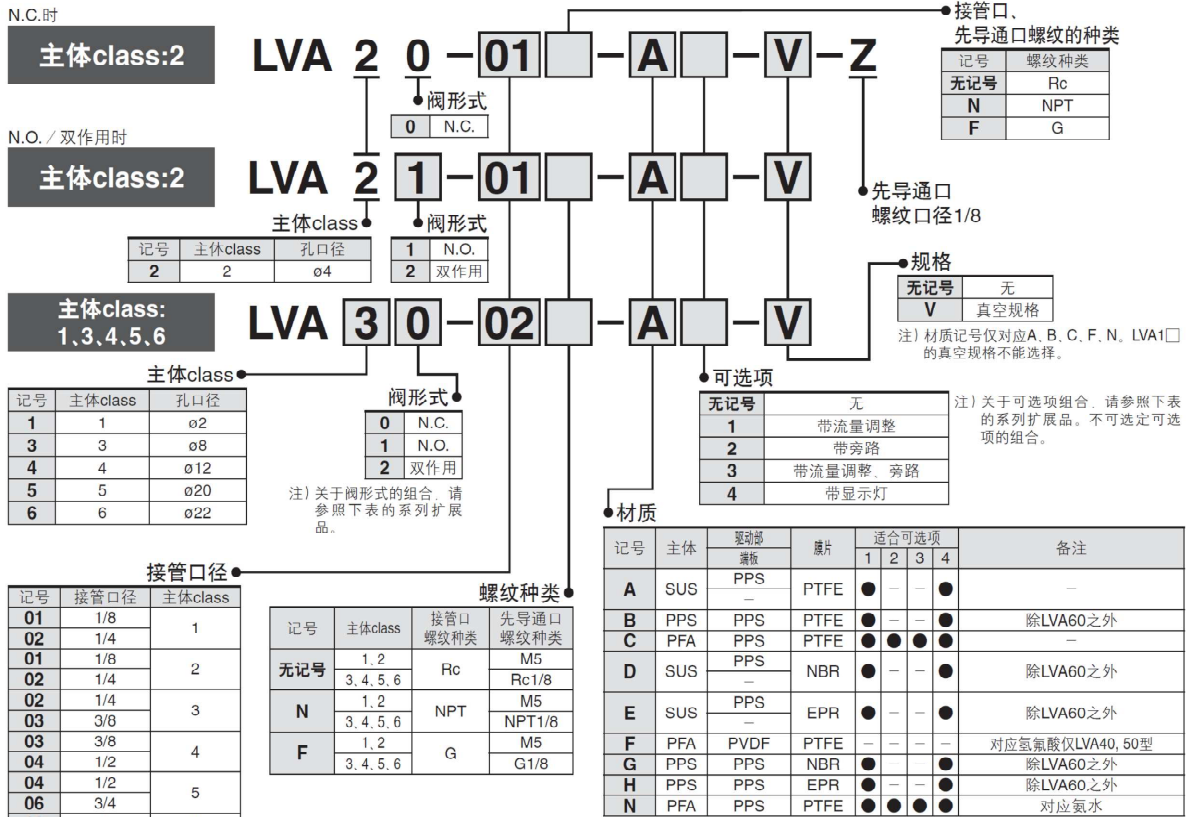 N.C.时
主体class:2
LVA 2 0 - 01 - A - V - Z
接管口、
先导通口螺纹的种类
记号 螺纹种类
无记号 Rc
N NPT
F G
阀形式
0 N.C.
N.O. / 双作用时
主体class:2
LVA 2 1 - 01 - A - V
先导通口
螺纹口径1/8
主体class
记号 主体class 孔口径
2 2 ø4
阀形式
1 N.O.
2 双作用
规格
无记号 无
V 真空规格
注) 材质记号仅对应A、B、C、F、N。LVA1□
的真空规格不能选择。
主体class:
1、3、4、5、6
LVA 3 0 - 02 - A - V
主体class
记号 主体class 孔口径
1 1 ø2
3 3 ø8
4 4 ø12
5 5 ø20
6 6 ø22
阀形式
0 N.C.
1 N.O.
2 双作用
注) 关于阀形式的组合、请
参照下表的系列扩展
品。
可选项
无记号 无
1 带流量调整
2 带旁路
3 带流量调整、旁路
4 带显示灯
注) 关于可选项组合、请参照下表
的系列扩展品。不可选定可选
项的组合。
接管口径
记号 接管口径 主体class
01 1/8 1
02 1/4
01 1/8 2
02 1/4
02 1/4 3
03 3/8
03 3/8 4
04 1/2
04 1/2 5
06 3/4
螺纹种类
记号 主体class 接管口螺纹种类 先导通口螺纹种类
无记号 1、2 Rc M5
3、4、5、6 Rc1/8
N 1、2 NPT M5
3、4、5、6 NPT1/8
F 1、2 G M5
3、4、5、6 G1/8
材质
记号 主体 驱动部 端板 膜片 适合可选项 1 2 3 4 备注
A SUS PPS – PTFE ● – – ● –
B PPS PPS PTFE ● – – ● 除LVA60之外
C PFA PPS PTFE ● ● ● ● –
D SUS PPS – NBR ● – – ● 除LVA60之外
E SUS PPS – EPR ● – – ● 除LVA60之外
F PFA PVDF PTFE – – – – 对应氢氟酸仅LVA40, 50型
G PPS PPS NBR ● – – ● 除LVA60之外
H PPS PPS EPR ● – – ● 除LVA60之外
N PFA PPS PTFE ● ● ● ● 对应氨水